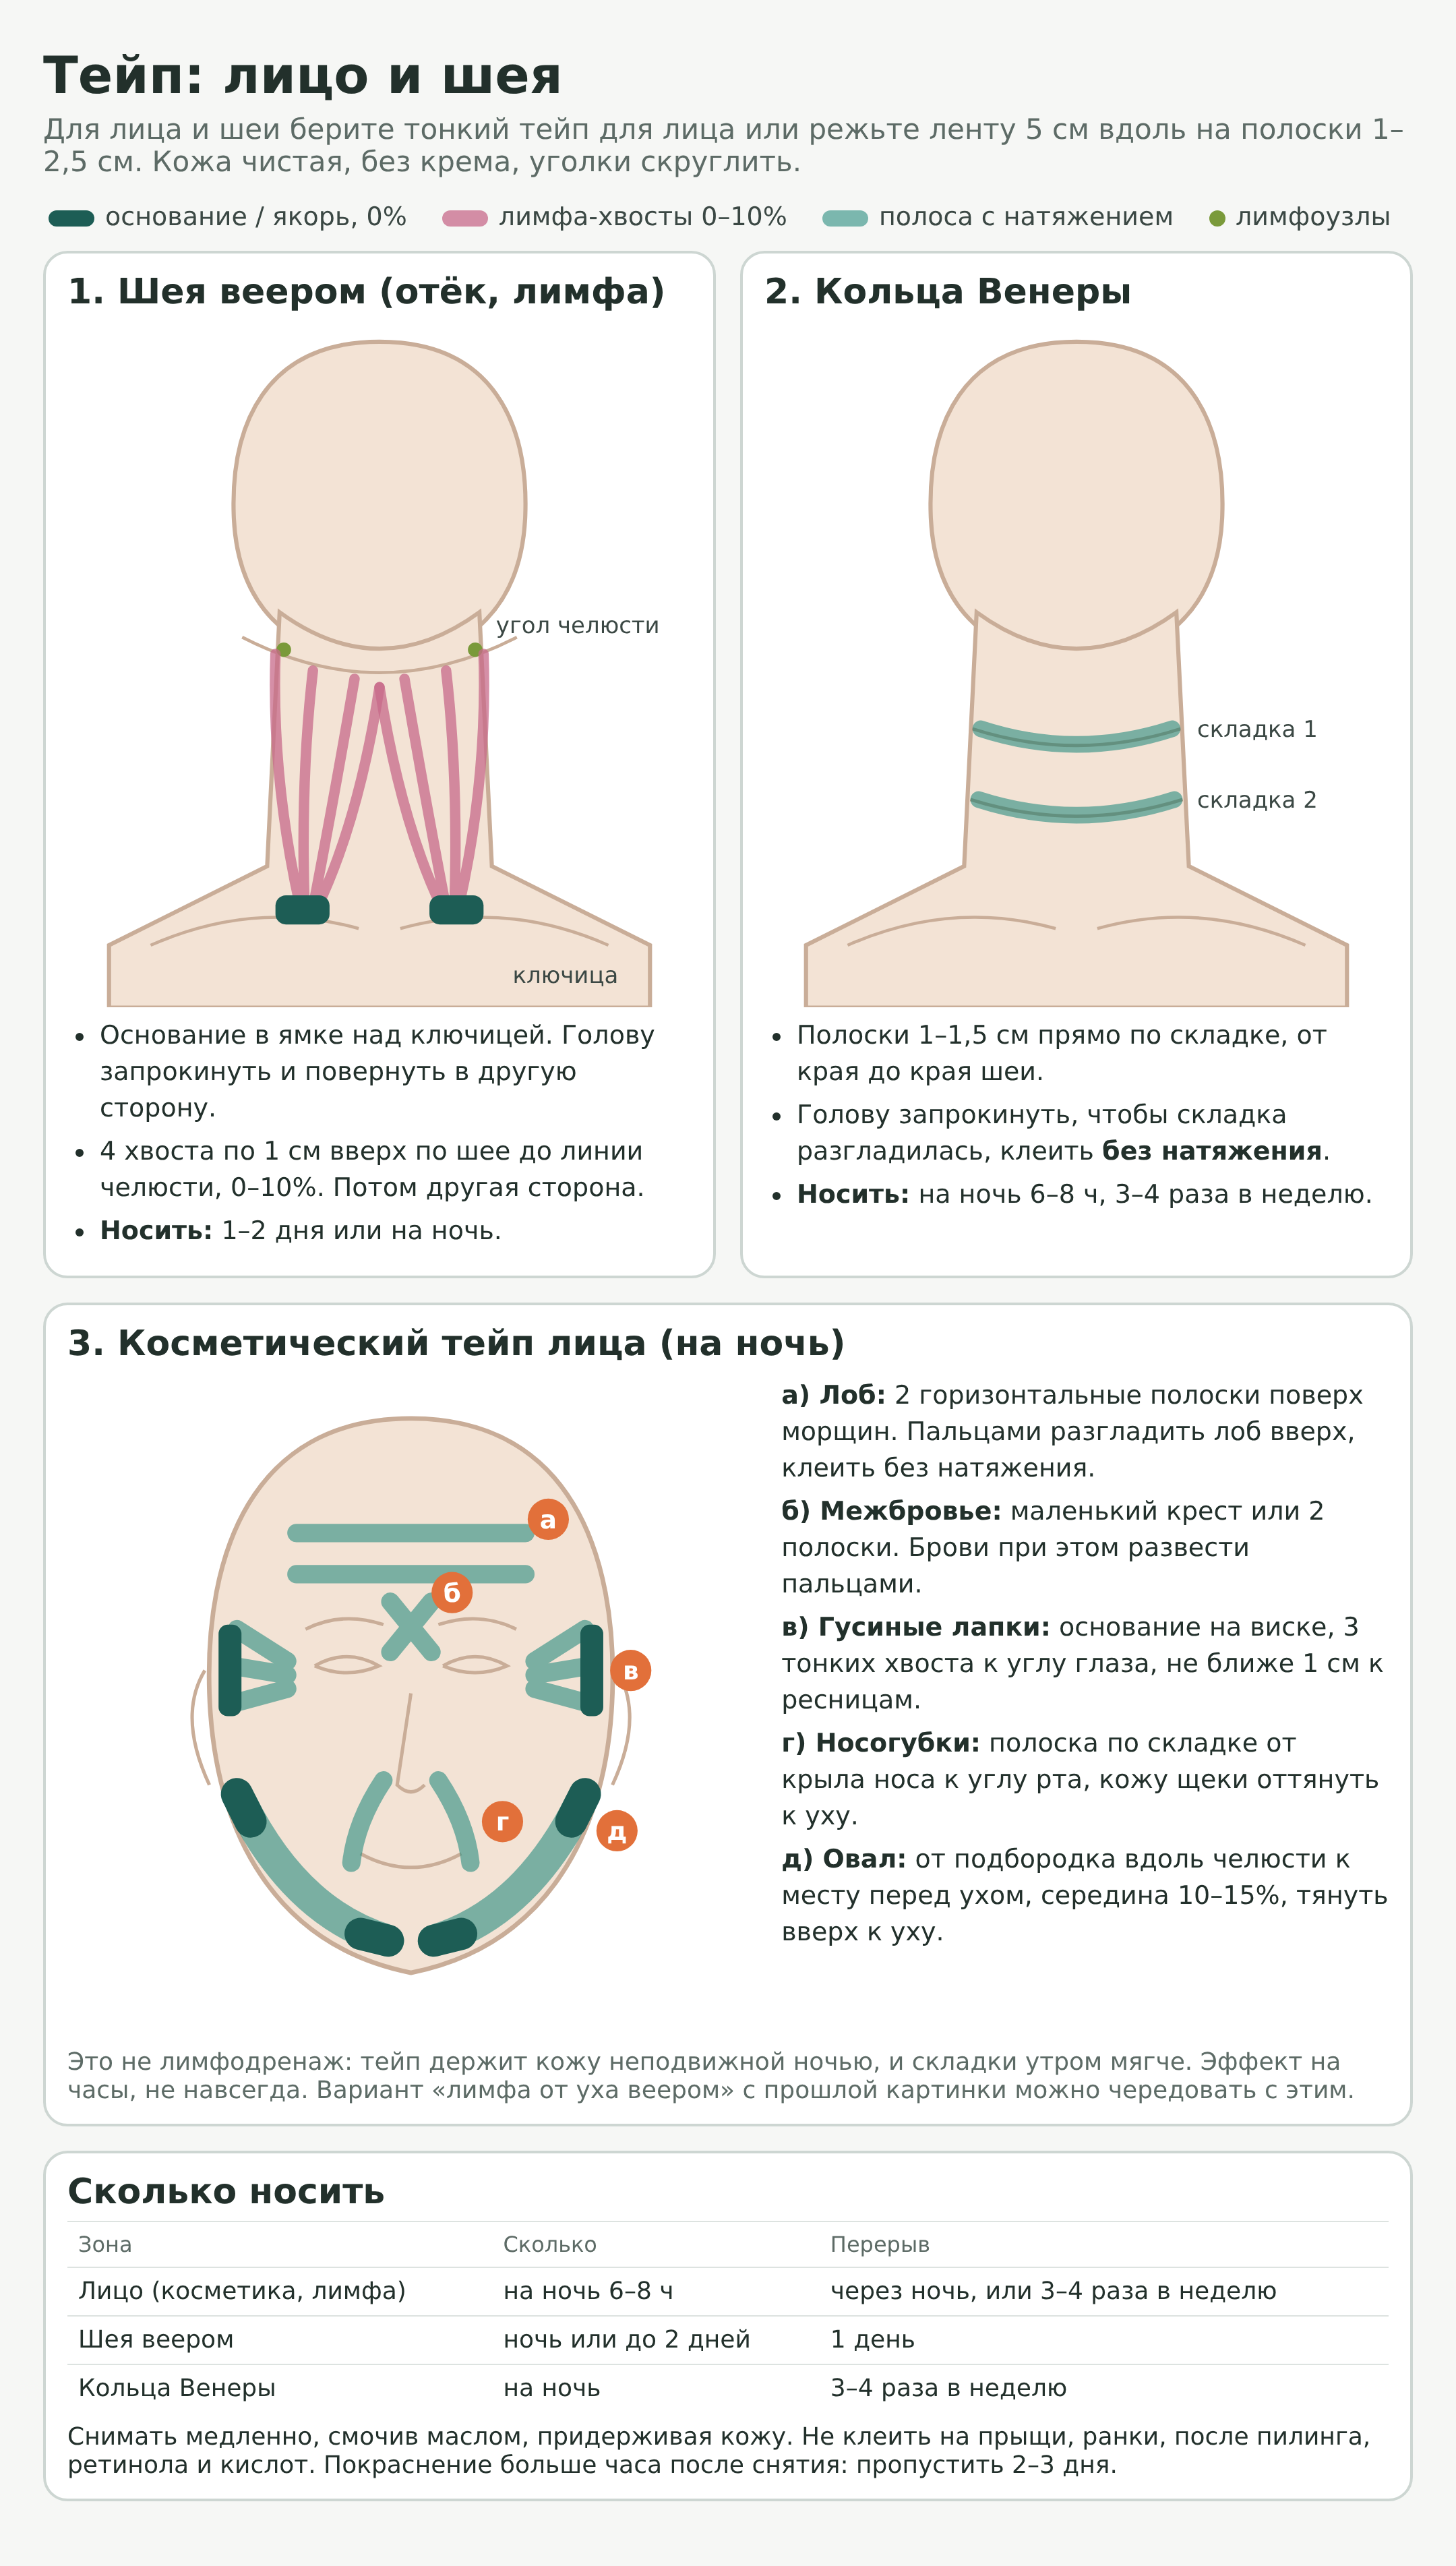 Тейп: лицо и шея
Для лица и шеи берите тонкий тейп для лица или режьте ленту 5 см вдоль на полоски 1–
2,5 см. Кожа чистая, без крема, уголки скруглить.
основание / якорь, 0%
лимфа-хвосты 0–10%
полоса с натяжением
лимфоузлы
1. Шея веером (отёк, лимфа)
угол челюсти
ключица
• Основание в ямке над ключицей. Голову
запрокинуть и повернуть в другую
сторону.
• 4 хвоста по 1 см вверх по шее до линии
челюсти, 0–10%. Потом другая сторона.
• Носить: 1–2 дня или на ночь.
2. Кольца Венеры
складка 1
складка 2
• Полоски 1–1,5 см прямо по складке, от
края до края шеи.
• Голову запрокинуть, чтобы складка
разгладилась, клеить без натяжения.
• Носить: на ночь 6–8 ч, 3–4 раза в неделю.
3. Косметический тейп лица (на ночь)
а
б
в
г
д
а) Лоб: 2 горизонтальные полоски поверх
морщин. Пальцами разгладить лоб вверх,
клеить без натяжения.
б) Межбровье: маленький крест или 2
полоски. Брови при этом развести
пальцами.
в) Гусиные лапки: основание на виске, 3
тонких хвоста к углу глаза, не ближе 1 см к
ресницам.
г) Носогубки: полоска по складке от
крыла носа к углу рта, кожу щеки оттянуть
к уху.
д) Овал: от подбородка вдоль челюсти к
месту перед ухом, середина 10–15%, тянуть
вверх к уху.
Это не лимфодренаж: тейп держит кожу неподвижной ночью, и складки утром мягче. Эффект на
часы, не навсегда. Вариант «лимфа от уха веером» с прошлой картинки можно чередовать с этим.
Сколько носить
Зона Сколько Перерыв
Лицо (косметика, лимфа) на ночь 6–8 ч через ночь, или 3–4 раза в неделю
Шея веером ночь или до 2 дней 1 день
Кольца Венеры на ночь 3–4 раза в неделю
Снимать медленно, смочив маслом, придерживая кожу. Не клеить на прыщи, ранки, после пилинга,
ретинола и кислот. Покраснение больше часа после снятия: пропустить 2–3 дня.